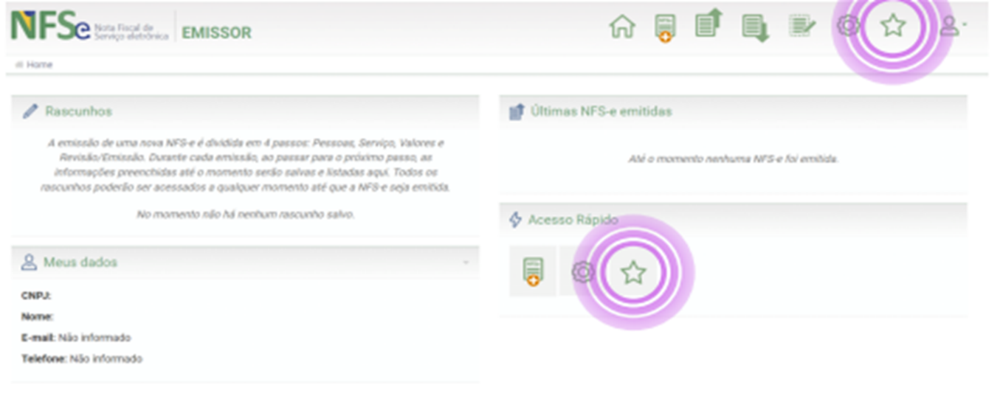 NFSe Nota Fiscal de
Serviço eletrônica EMISSOR
Home
Rascunhos
A emissão de uma nova NFS-e é dividida em 4 passos: Pessoas, Serviço, Valores e
Revisão/Emissão. Durante cada emissão, ao passar para o próximo passo, as
informações preenchidas até o momento serão salvas e listadas aqui. Todos os
rascunhos poderão ser acessados a qualquer momento até que a NFS-e seja emitida.
No momento não há nenhum rascunho salvo.
Meus dados
CNPJ:
Nome:
E-mail: Não informado
Telefone: Não informado
Últimas NFS-e emitidas
Até o momento nenhuma NFS-e foi emitida.
Acesso Rápido